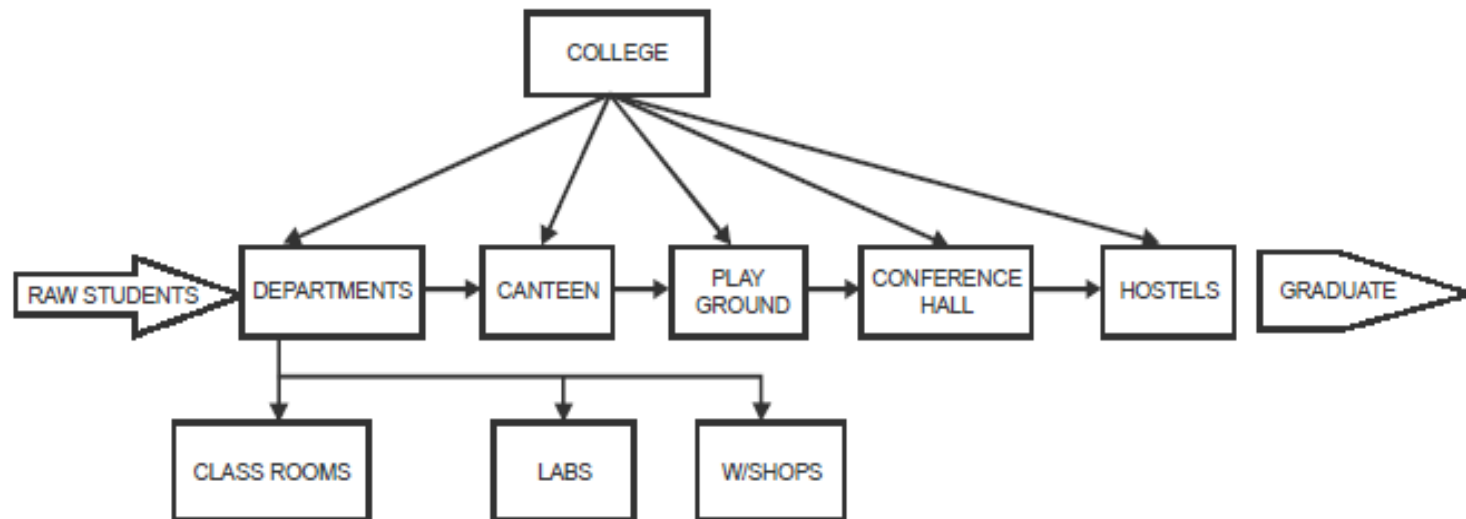 COLLEGE
RAW STUDENTS
DEPARTMENTS
CANTEEN
PLAY
GROUND
CONFERENCE
HALL
HOSTELS
GRADUATE
CLASS ROOMS
LABS
W/SHOPS